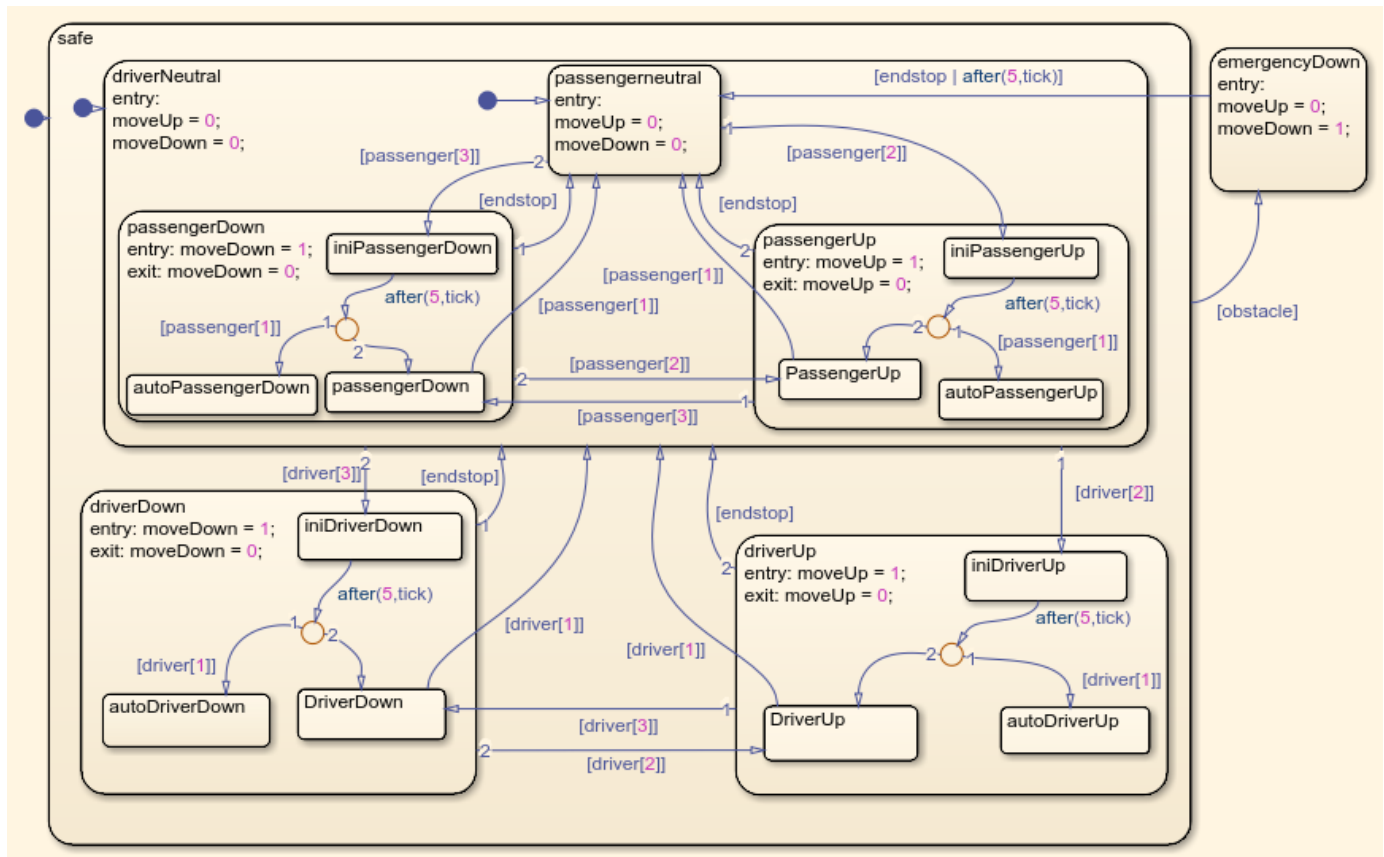 safe
driverNeutral
entry:
moveUp = 0;
moveDown = 0;
passengerneutral
entry:
moveUp = 0;
moveDown = 0;
[endstop | after(5,tick)]
emergencyDown
entry:
moveUp = 0;
moveDown = 1;
1
[passenger[2]]
[passenger[3]]
2
[endstop]
[endstop]
passengerDown
entry: moveDown = 1;
exit: moveDown = 0;
iniPassengerDown
1
after(5,tick)
[passenger[1]]
1
2
autoPassengerDown
passengerDown
[passenger[1]]
[passenger[1]]
2
passengerUp
entry: moveUp = 1;
exit: moveUp = 0;
iniPassengerUp
after(5,tick)
2
1
[passenger[1]]
PassengerUp
autoPassengerUp
[obstacle]
2
[passenger[2]]
1
[passenger[3]]
[driver[3]]
2
[endstop]
1
[driver[2]]
driverDown
entry: moveDown = 1;
exit: moveDown = 0;
iniDriverDown
1
after(5,tick)
1
2
[driver[1]]
autoDriverDown
DriverDown
[driver[1]]
[driver[1]]
[endstop]
2
driverUp
entry: moveUp = 1;
exit: moveUp = 0;
iniDriverUp
after(5,tick)
2
1
[driver[1]]
DriverUp
autoDriverUp
1
[driver[3]]
2
[driver[2]]